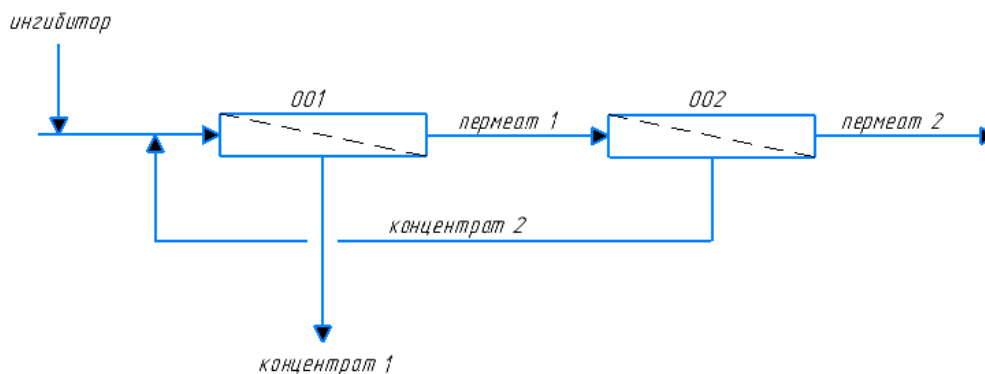 ингибитор
001
002
пермеат 1
пермеат 2
концентрат 2
концентрат 1